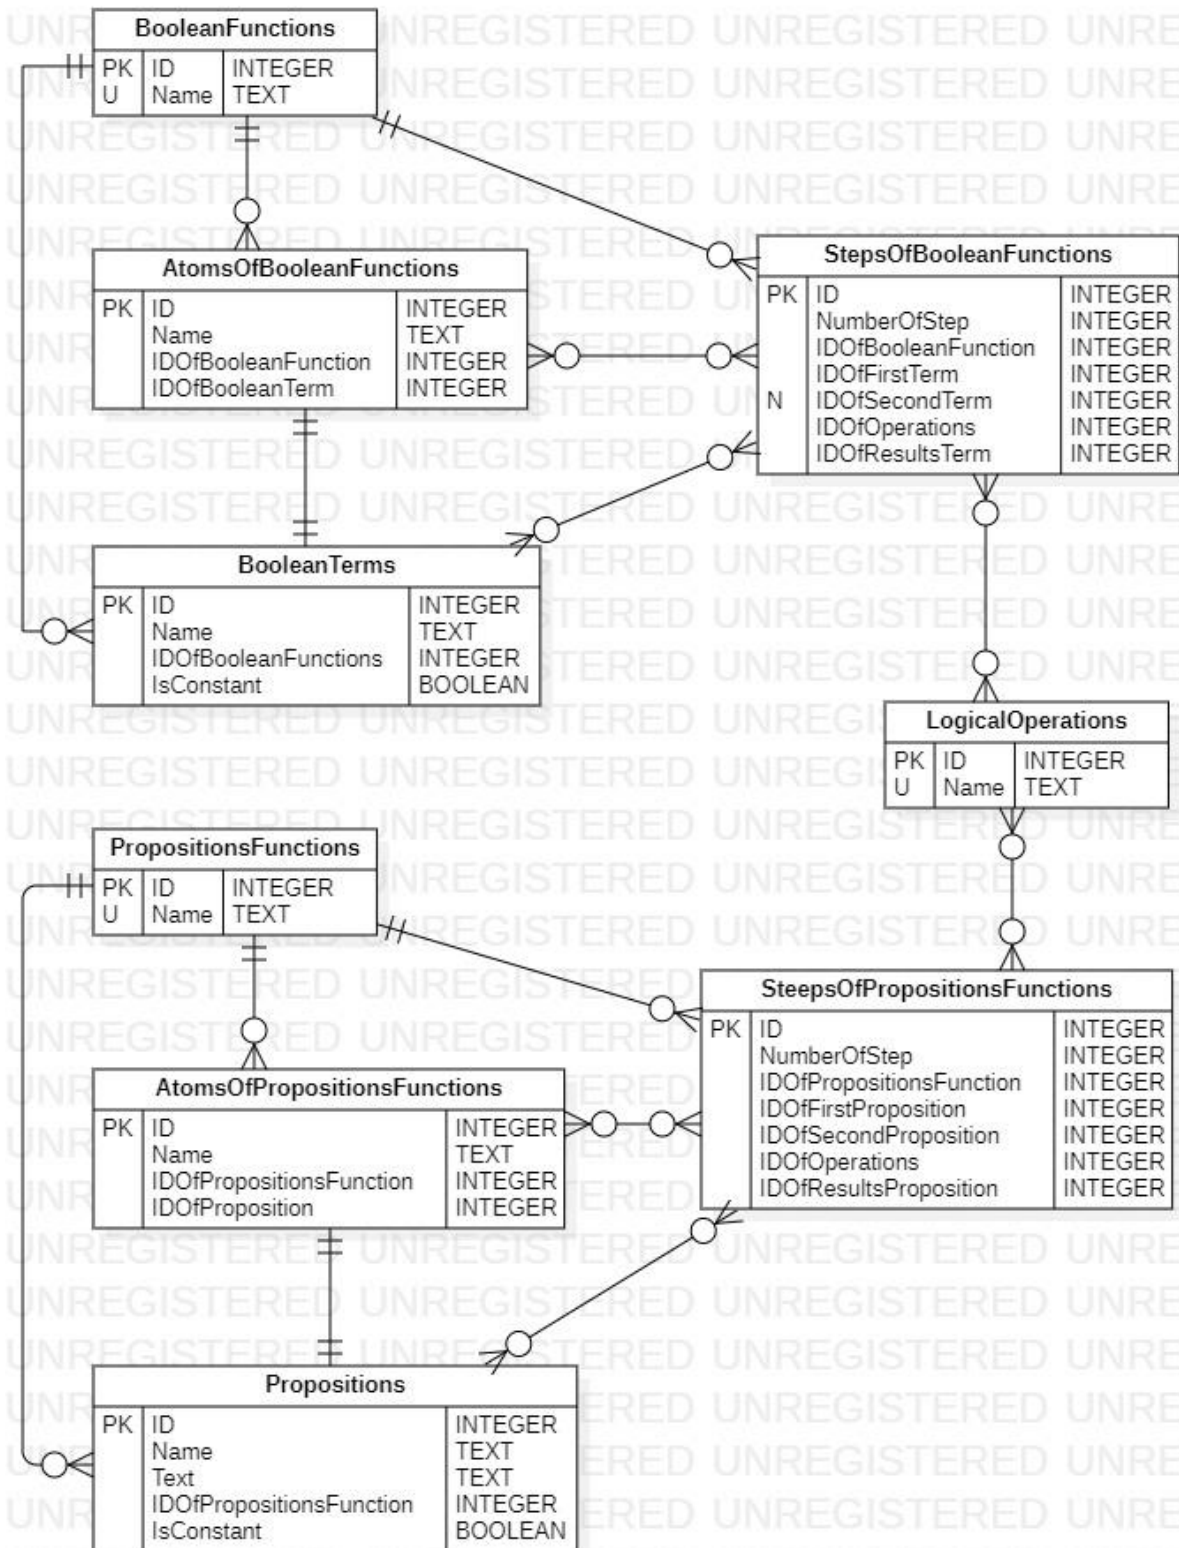 BooleanFunctions
PK ID INTEGER
U Name TEXT
AtomsOfBooleanFunctions
PK ID INTEGER
Name TEXT
IDOfBooleanFunction INTEGER
IDOfBooleanTerm INTEGER
StepsOfBooleanFunctions
PK ID INTEGER
NumberOfStep INTEGER
IDOfBooleanFunction INTEGER
IDOfFirstTerm INTEGER
N IDOfSecondTerm INTEGER
IDOfOperations INTEGER
IDOfResultsTerm INTEGER
BooleanTerms
PK ID INTEGER
Name TEXT
IDOfBooleanFunctions INTEGER
IsConstant BOOLEAN
LogicalOperations
PK ID INTEGER
U Name TEXT
PropositionsFunctions
PK ID INTEGER
U Name TEXT
SteepsOfPropositionsFunctions
PK ID INTEGER
NumberOfStep INTEGER
IDOfPropositionsFunction INTEGER
IDOfFirstProposition INTEGER
IDOfSecondProposition INTEGER
IDOfOperations INTEGER
IDOfResultsProposition INTEGER
AtomsOfPropositionsFunctions
PK ID INTEGER
Name TEXT
IDOfPropositionsFunction INTEGER
IDOfProposition INTEGER
Propositions
PK ID INTEGER
Name TEXT
Text TEXT
IDOfPropositionsFunction INTEGER
IsConstant BOOLEAN
UNREGISTERED UNREGISTERED UNREGISTERED